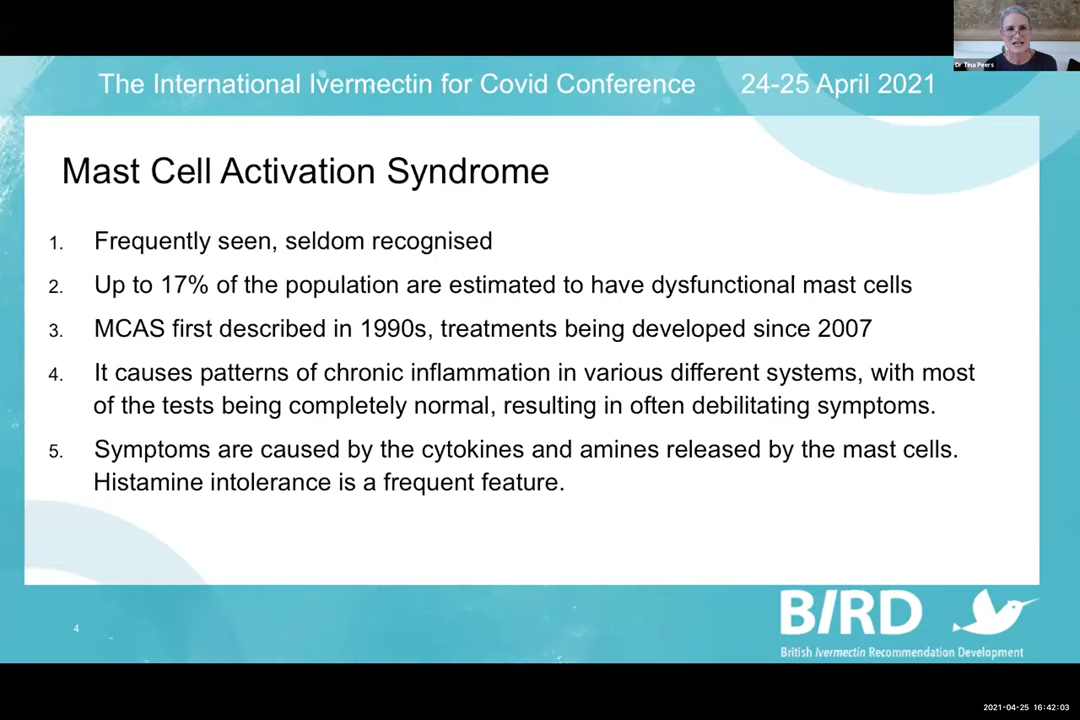 Dr Tina Peers
The International Ivermectin for Covid Conference 24-25 April 2021
Mast Cell Activation Syndrome
1. Frequently seen, seldom recognised
2. Up to 17% of the population are estimated to have dysfunctional mast cells
3. MCAS first described in 1990s, treatments being developed since 2007
4. It causes patterns of chronic inflammation in various different systems, with most
of the tests being completely normal, resulting in often debilitating symptoms.
5. Symptoms are caused by the cytokines and amines released by the mast cells.
Histamine intolerance is a frequent feature.
4
BIRD
British Ivermectin Recommendation Development
2021-04-25 16:42:03